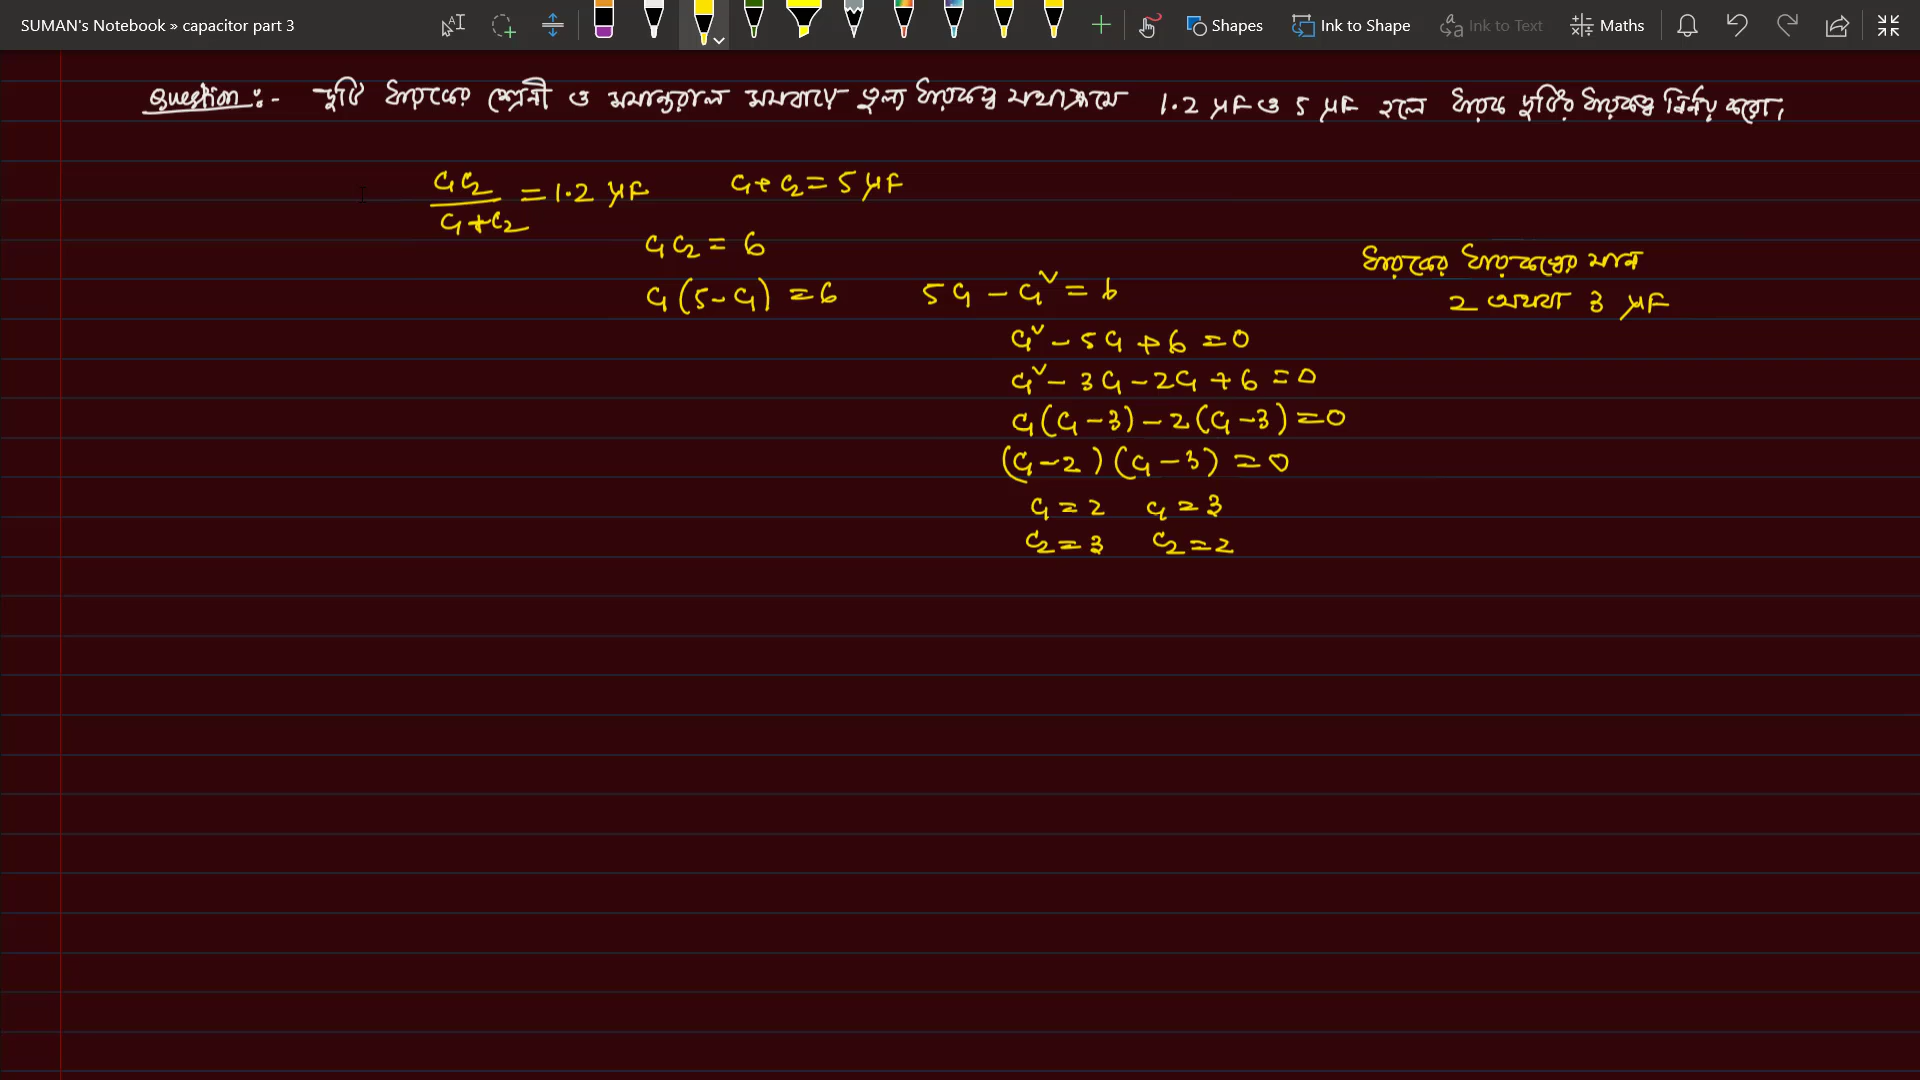 SUMAN's Notebook » capacitor part 3
Shapes
Ink to Shape
Ink to Text
Maths
Question :- দুটি ধারকের শ্রেনী ও সমান্তরাল সমবায়ে তুল্য ধারকত্ব যথাক্রমে 1.2 μF ও 5 μF হলে ধারক দুটির ধারকত্ব নির্ণয় করো।
C₁C₂/C₁+C₂ = 1.2 μF C₁+C₂ = 5 μF
C₁C₂ = 6
C₁(5-C₁) = 6 5C₁ - C₁² = 6
C₁² - 5C₁ + 6 = 0
C₁² - 3C₁ - 2C₁ + 6 = 0
C₁(C₁-3) - 2(C₁-3) = 0
(C₁-2)(C₁-3) = 0
C₁ = 2 C₁ = 3
C₂ = 3 C₂ = 2
ধারকের ধারকত্বের মান
2 অথবা 3 μF